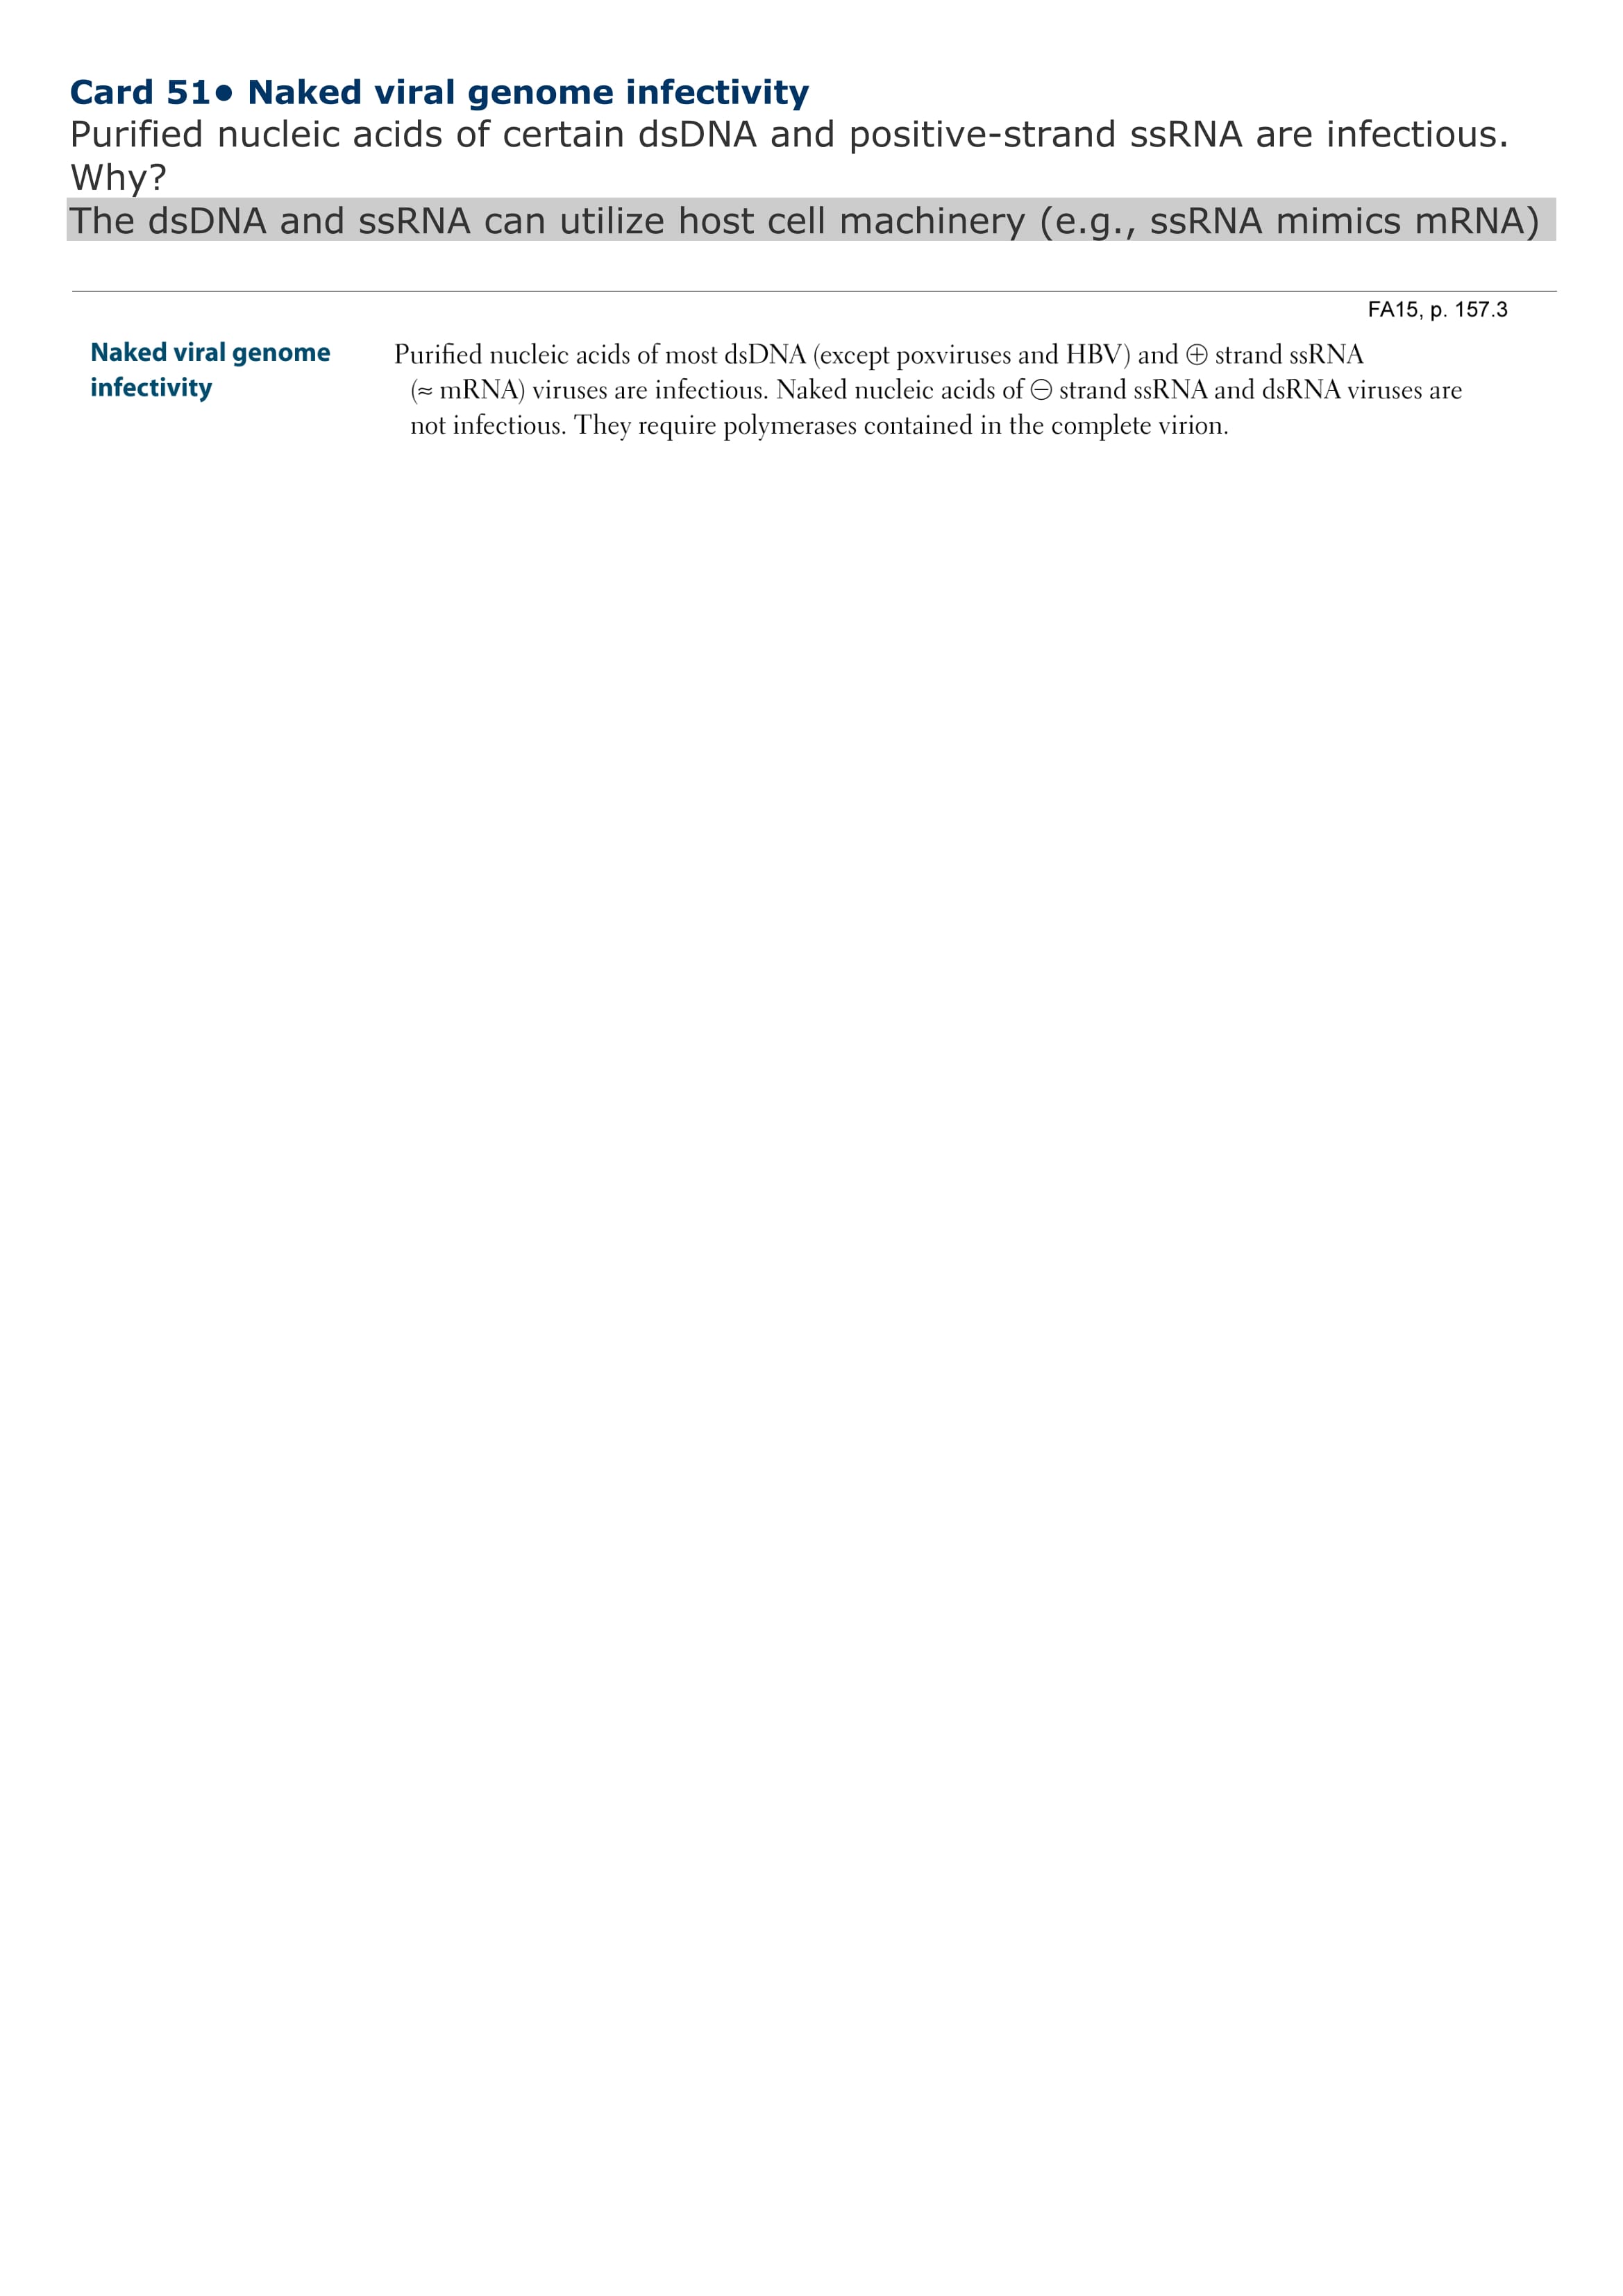 Card 51● Naked viral genome infectivity
Purified nucleic acids of certain dsDNA and positive-strand ssRNA are infectious.
Why?
The dsDNA and ssRNA can utilize host cell machinery (e.g., ssRNA mimics mRNA)
FA15, p. 157.3
Naked viral genome
infectivity
Purified nucleic acids of most dsDNA (except poxviruses and HBV) and ⊕ strand ssRNA
(≈ mRNA) viruses are infectious. Naked nucleic acids of ⊖ strand ssRNA and dsRNA viruses are
not infectious. They require polymerases contained in the complete virion.